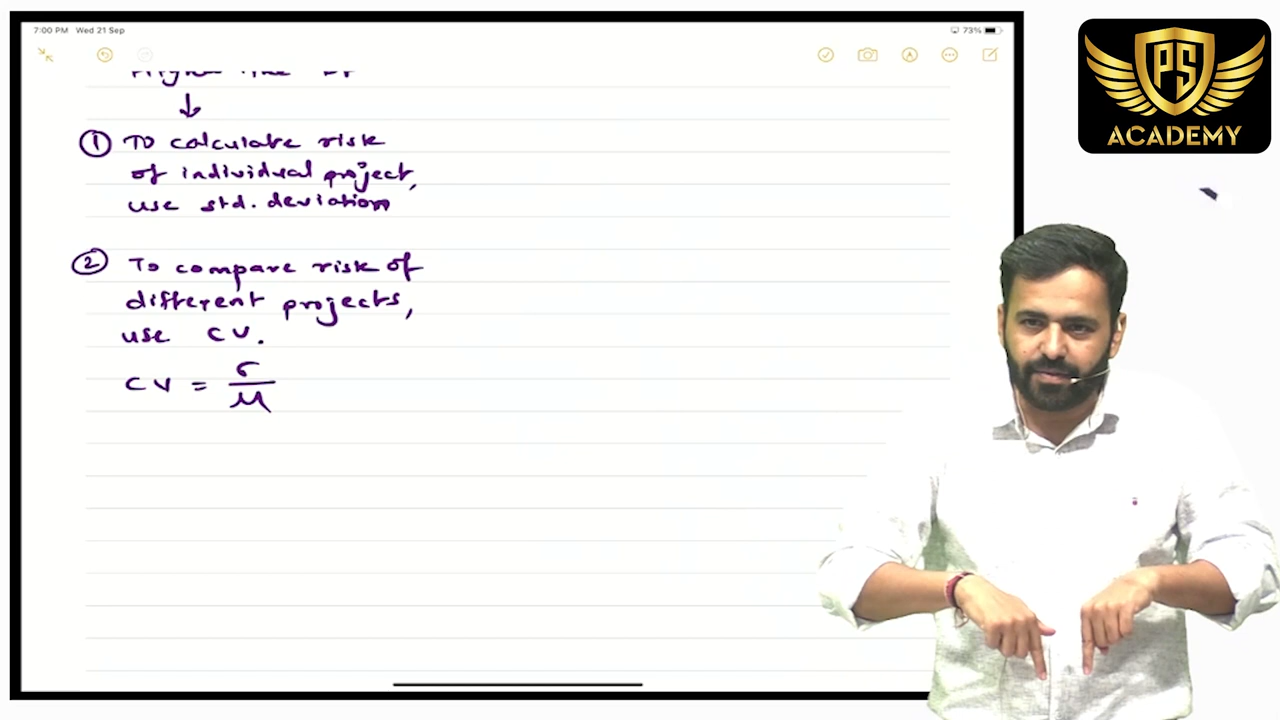 7:00 PM Wed 21 Sep
73%
① To calculate risk
of individual project,
use std. deviation
② To compare risk of
different projects,
use CV.
CV = σ/μ
PS
ACADEMY